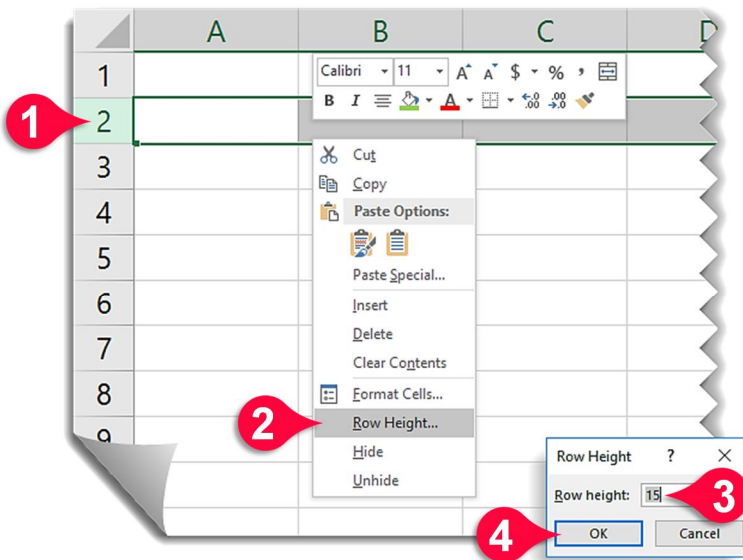 A B C D
1
Calibri 11 A A $ % ,
B I A .00 .00
1 2
3
Cut
Copy
4
Paste Options:
5
Paste Special...
6
Insert
7
Delete
Clear Contents
8
Format Cells...
2 Row Height...
9
Hide
Unhide
Row Height ? ×
Row height: 15 3
4 OK Cancel